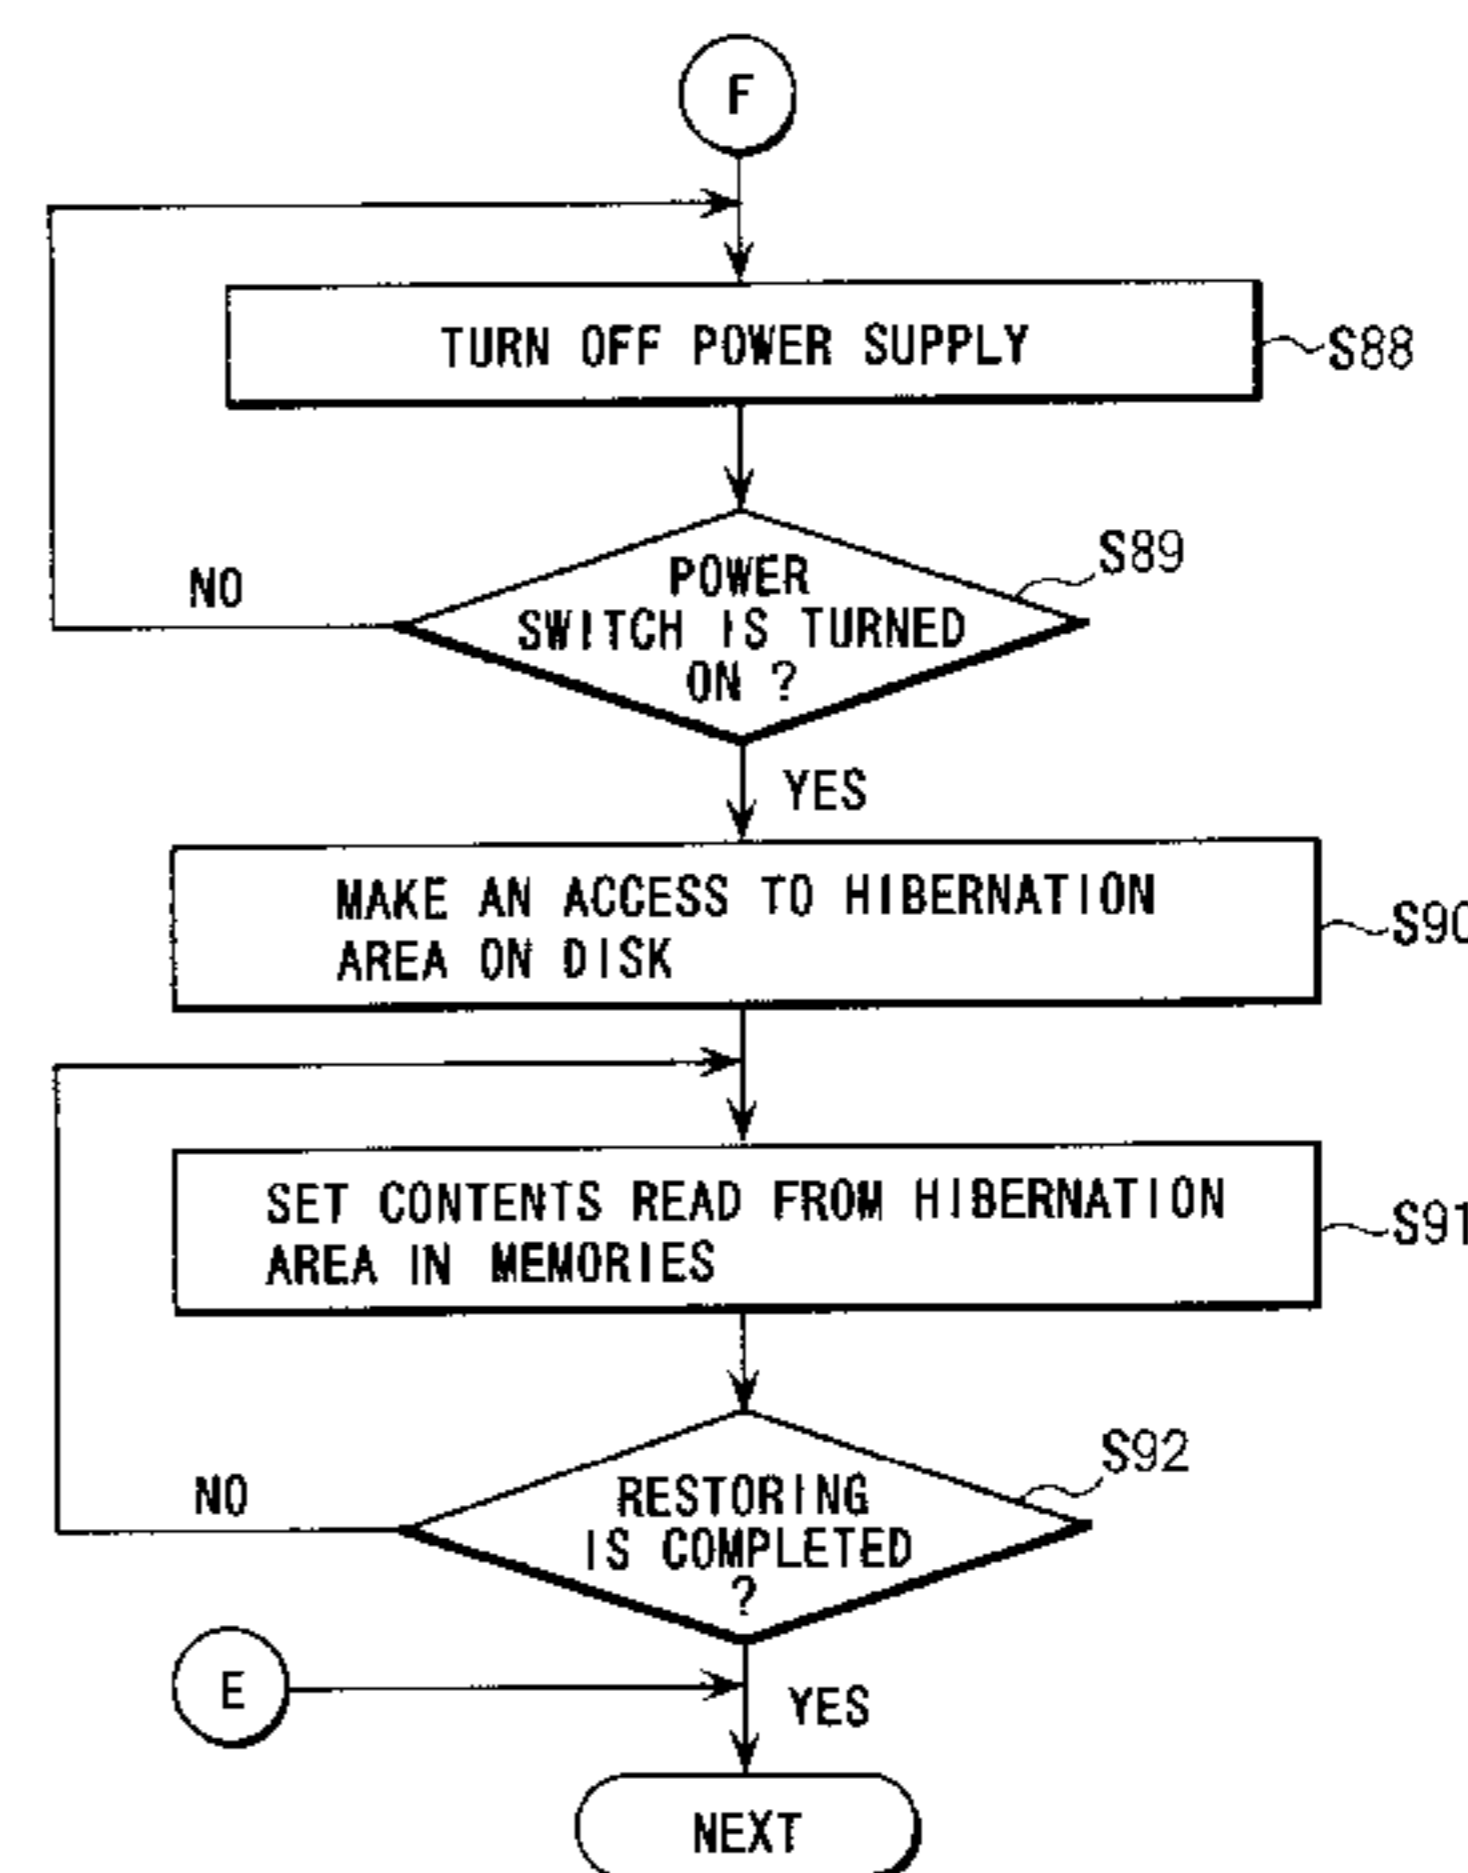 F
TURN OFF POWER SUPPLY
S88
POWER
SWITCH IS TURNED
ON ?
S89
NO
YES
MAKE AN ACCESS TO HIBERNATION
AREA ON DISK
S90
SET CONTENTS READ FROM HIBERNATION
AREA IN MEMORIES
S91
RESTORING
IS COMPLETED
?
S92
NO
E
YES
NEXT